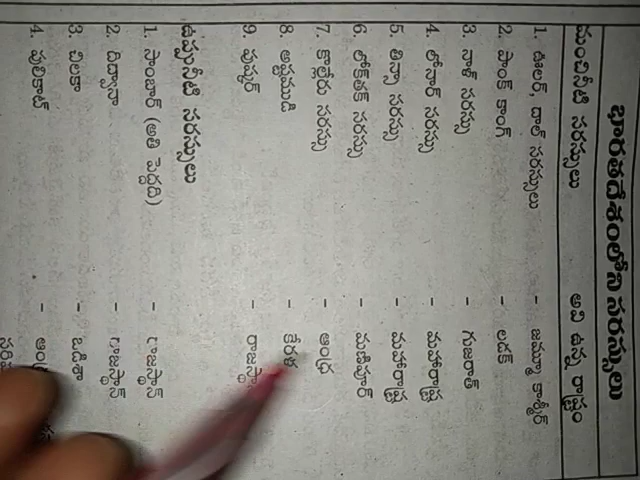 భారతదేశంలోని సరస్సులు
మంచినీటి సరస్సులు అవి ఉన్న రాష్ట్రం
1. ఊలర్, దాల్ సరస్సులు - జమ్మూ కాశ్మీర్
2. పాంక్ కాంగ్ - లడక్
3. నాళ్ సరస్సు - గుజరాత్
4. లోనార్ సరస్సు - మహారాష్ట్ర
5. తిన్నా సరస్సు - మహారాష్ట్ర
6. లోక్‌తక్ సరస్సు - మణిపూర్
7. కొల్లేరు సరస్సు - ఆంధ్ర
8. అష్టముడి - కేరళ
9. పుష్కర్ - రాజస్థాన్
ఉప్పునీటి సరస్సులు
1. సాంబార్ (అతి పెద్దది) - రాజస్థాన్
2. దిద్వానా - రాజస్థాన్
3. చిలకా - ఒడిశా
4. పులికాట్ -